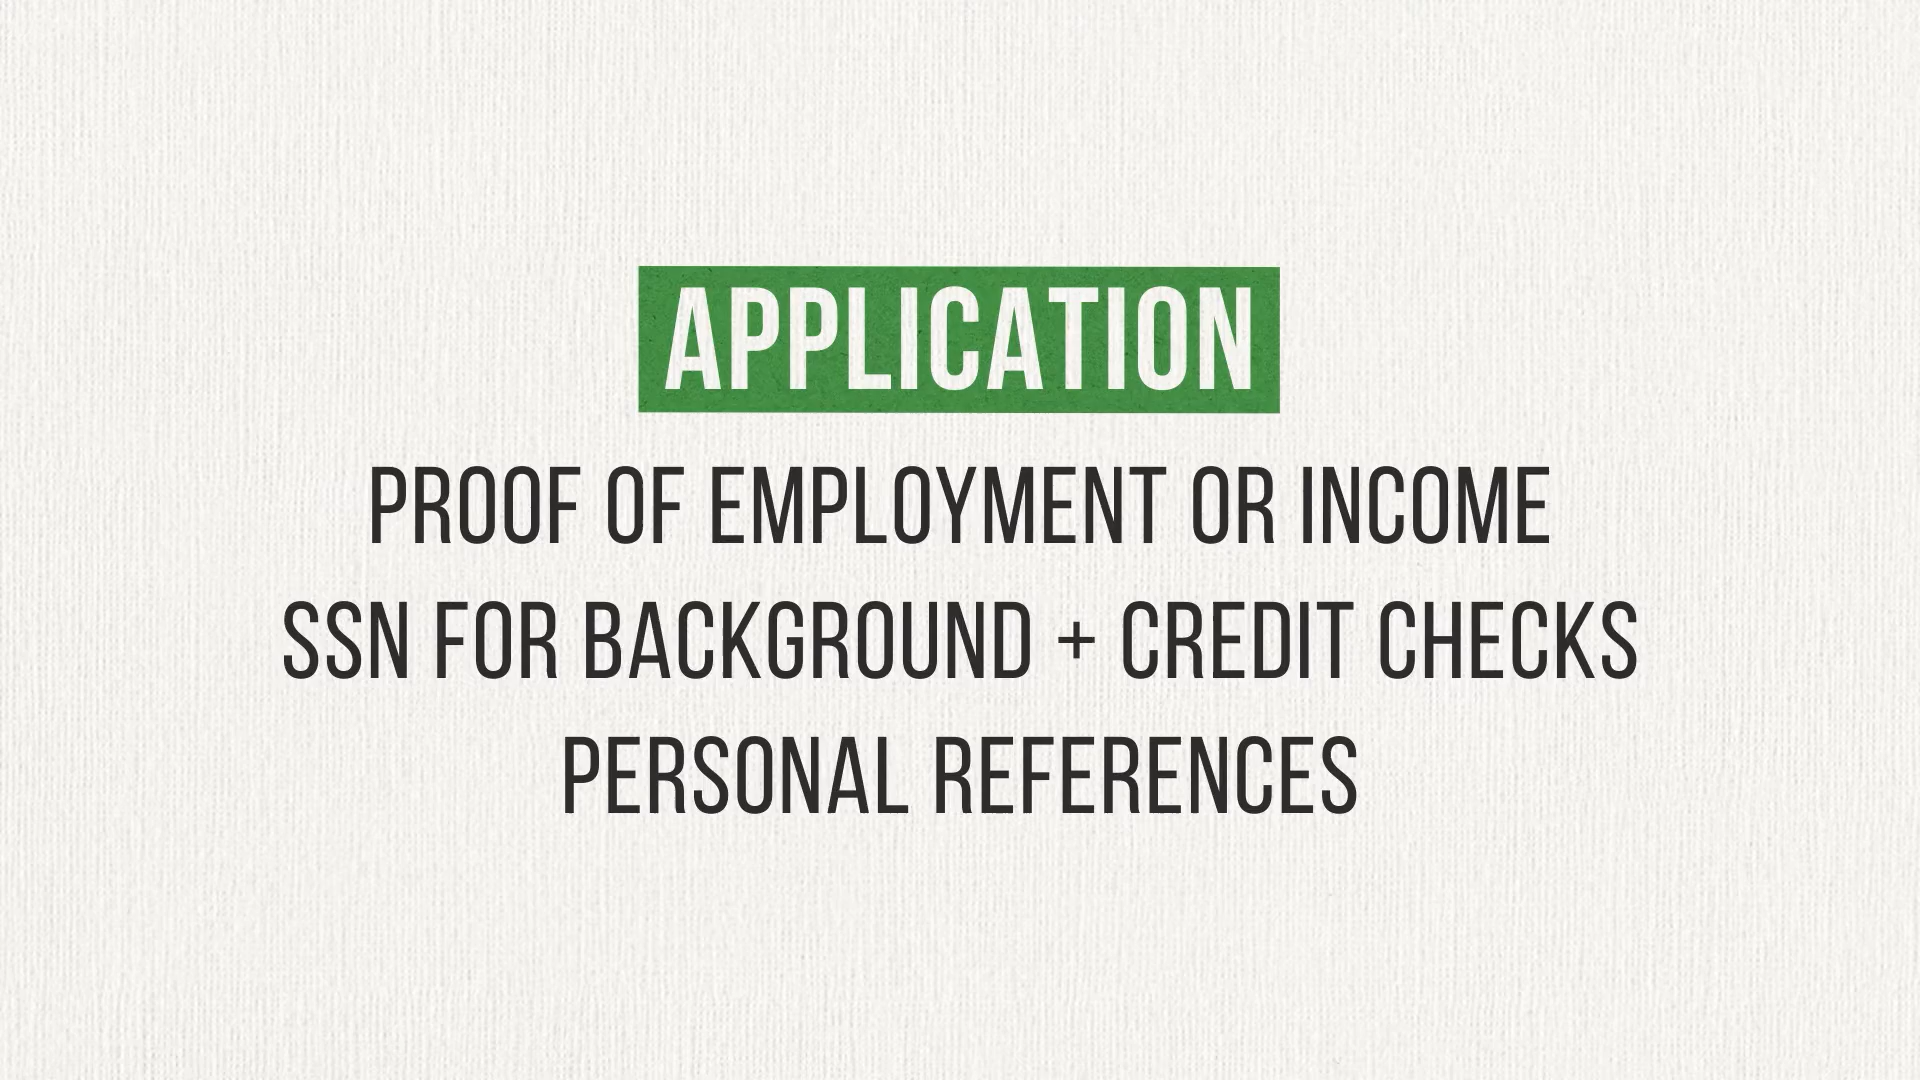 APPLICATION
PROOF OF EMPLOYMENT OR INCOME
SSN FOR BACKGROUND + CREDIT CHECKS
PERSONAL REFERENCES